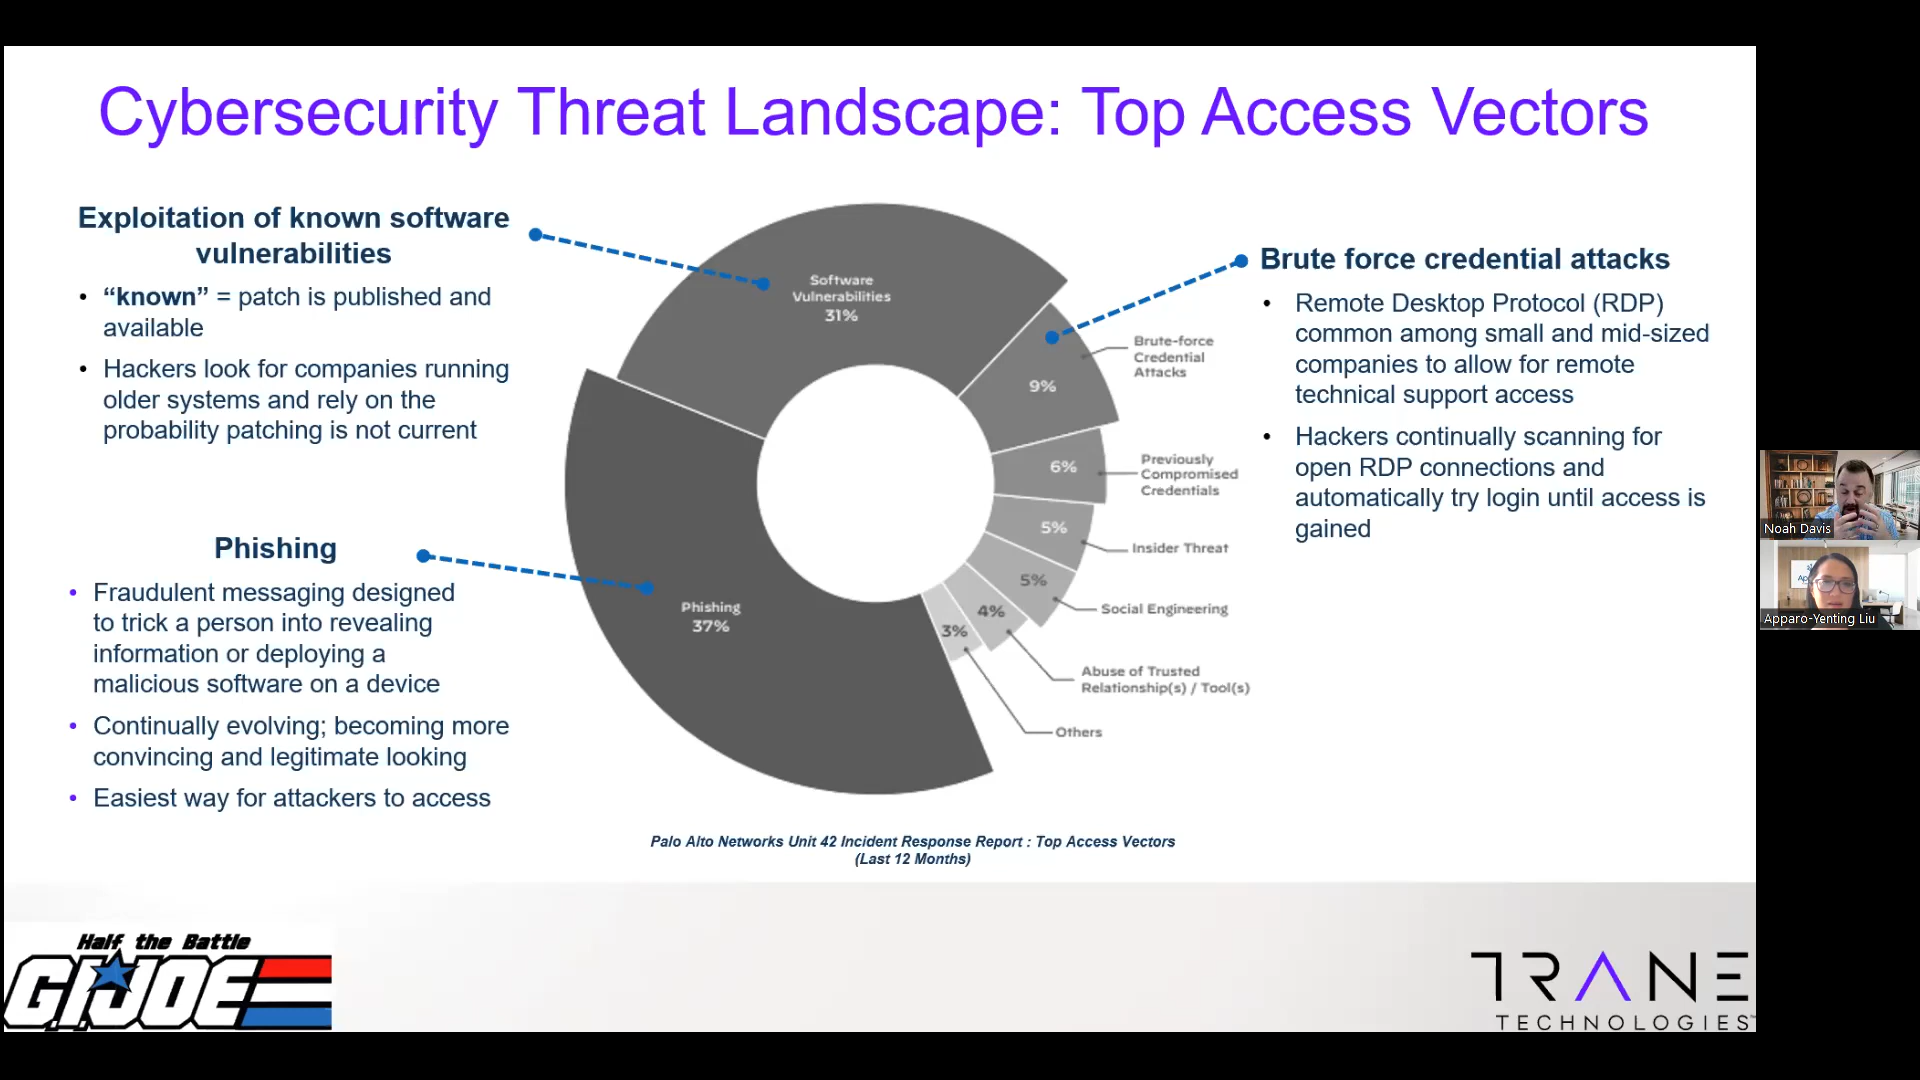 Cybersecurity Threat Landscape: Top Access Vectors
Exploitation of known software
vulnerabilities
• “known” = patch is published and
available
• Hackers look for companies running
older systems and rely on the
probability patching is not current
Phishing
• Fraudulent messaging designed
to trick a person into revealing
information or deploying a
malicious software on a device
• Continually evolving; becoming more
convincing and legitimate looking
• Easiest way for attackers to access
Software
Vulnerabilities
31%
9%
Brute-force
Credential
Attacks
6%
Previously
Compromised
Credentials
5%
Insider Threat
5%
Social Engineering
4%
Abuse of Trusted
Relationship(s) / Tool(s)
3%
Others
Phishing
37%
Palo Alto Networks Unit 42 Incident Response Report : Top Access Vectors
(Last 12 Months)
Brute force credential attacks
• Remote Desktop Protocol (RDP)
common among small and mid-sized
companies to allow for remote
technical support access
• Hackers continually scanning for
open RDP connections and
automatically try login until access is
gained
Noah Davis
Apparo-Yenting Liu
Half the Battle
G.I.JOE
TRANE
TECHNOLOGIES